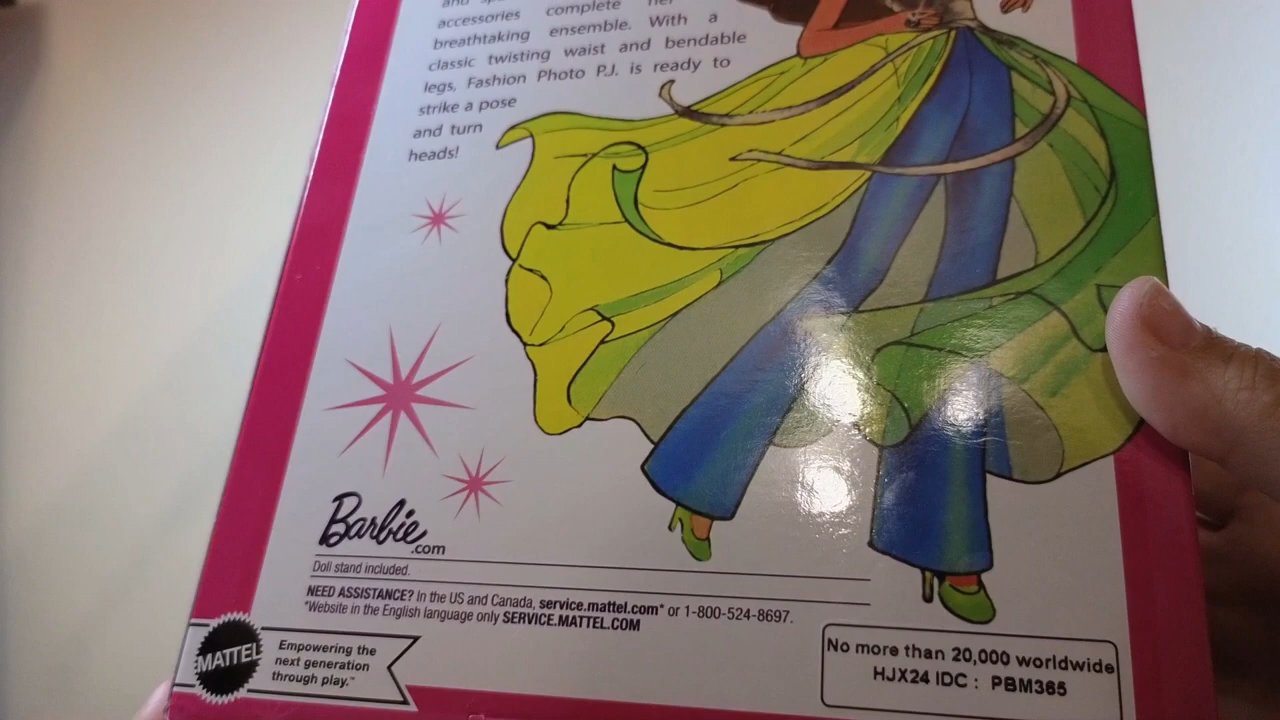 accessories complete
breathtaking ensemble. With a
classic twisting waist and bendable
legs, Fashion Photo P.J. is ready to
strike a pose
and turn
heads!
Barbie
.com
Doll stand included.
NEED ASSISTANCE? In the US and Canada, service.mattel.com* or 1-800-524-8697.
*Website in the English language only SERVICE.MATTEL.COM
MATTEL
Empowering the
next generation
through play.™
No more than 20,000 worldwide
HJX24 IDC : PBM365